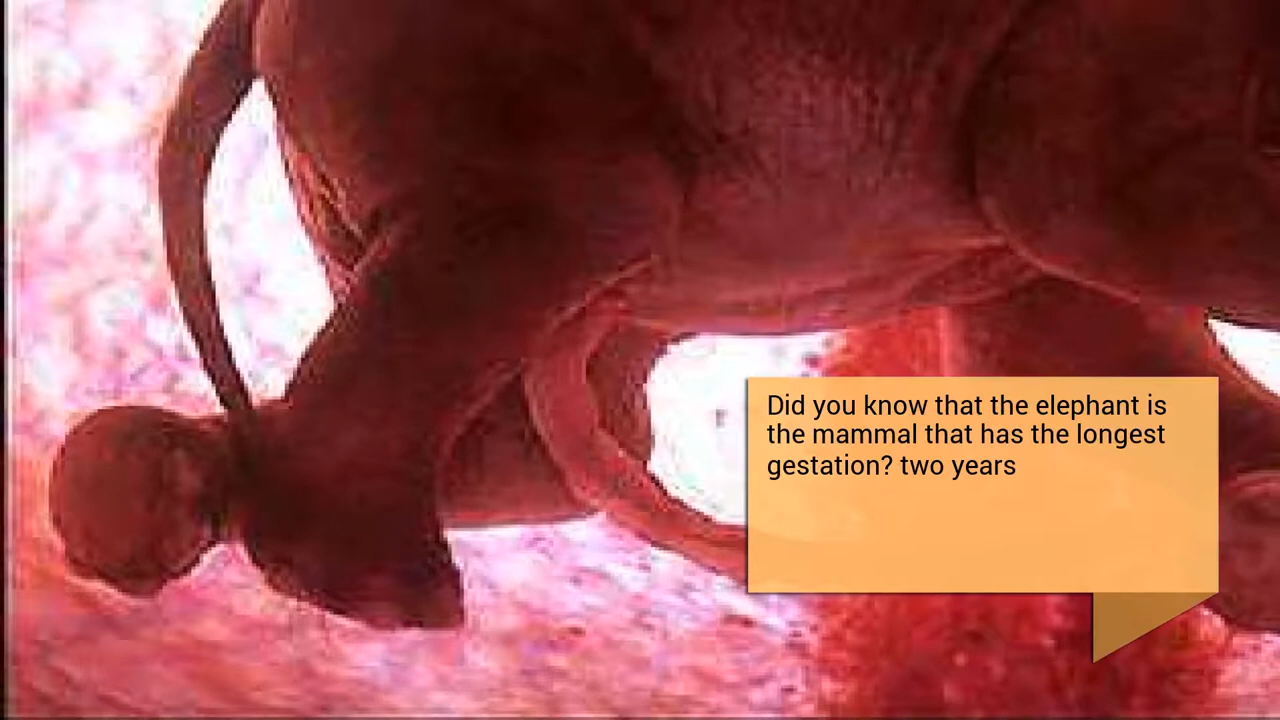 Did you know that the elephant is
the mammal that has the longest
gestation? two years